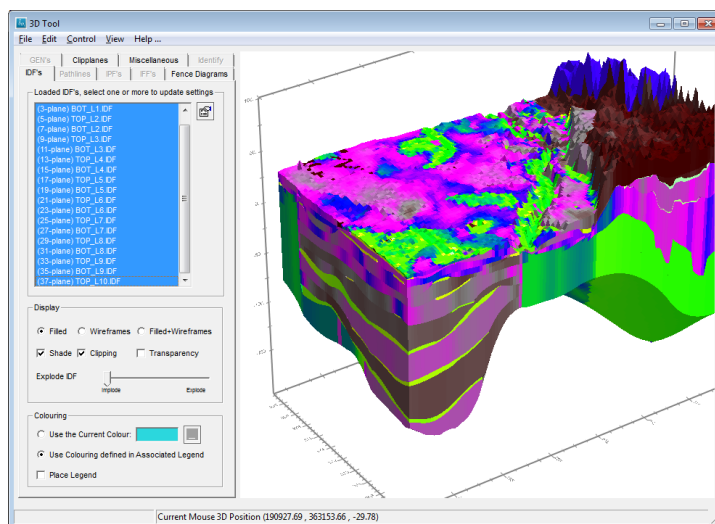 3D Tool
File Edit Control View Help ...
GEN's Clipplanes Miscellaneous Identify
IDF's Pathlines IPF's IFF's Fence Diagrams
Loaded IDF's, select one or more to update settings
(3-plane) BOT_L1.IDF
(5-plane) TOP_L2.IDF
(7-plane) BOT_L2.IDF
(9-plane) TOP_L3.IDF
(11-plane) BOT_L3.IDF
(13-plane) TOP_L4.IDF
(15-plane) BOT_L4.IDF
(17-plane) TOP_L5.IDF
(19-plane) BOT_L5.IDF
(21-plane) TOP_L6.IDF
(23-plane) BOT_L6.IDF
(25-plane) TOP_L7.IDF
(27-plane) BOT_L7.IDF
(29-plane) TOP_L8.IDF
(31-plane) BOT_L8.IDF
(33-plane) TOP_L9.IDF
(35-plane) BOT_L9.IDF
(37-plane) TOP_L10.IDF
Display
Filled Wireframes Filled+Wireframes
Shade Clipping Transparency
Explode IDF
Implode Explode
Colouring
Use the Current Colour:
Use Colouring defined in Associated Legend
Place Legend
Current Mouse 3D Position (190927.69 , 363153.66 , -29.78)